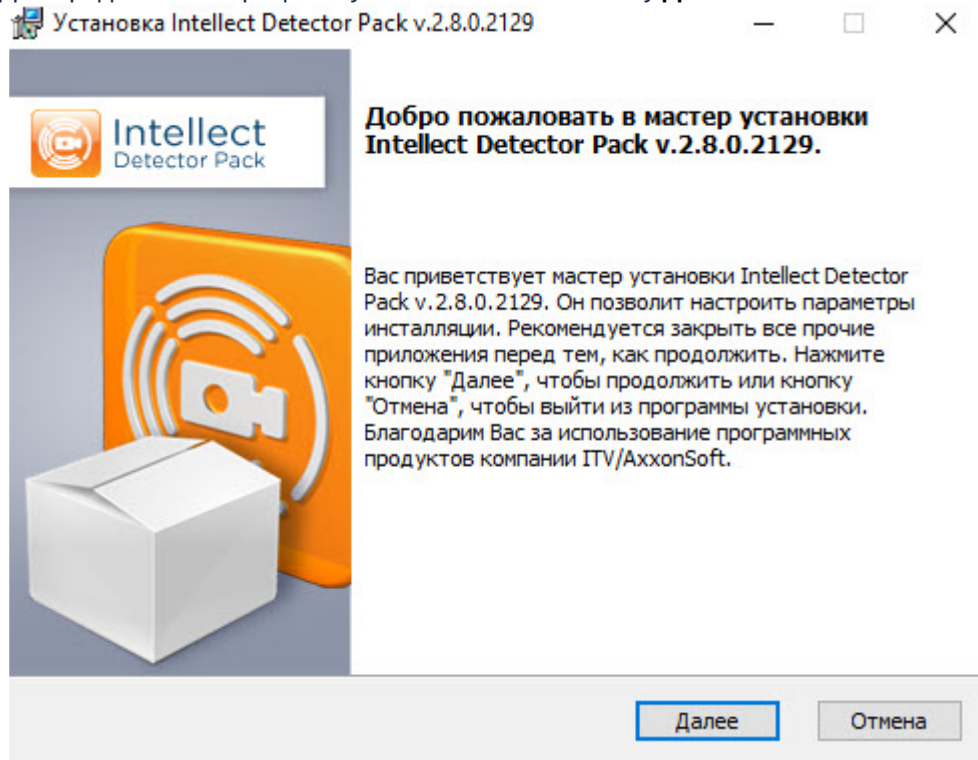 Установка Intellect Detector Pack v.2.8.0.2129
Intellect
Detector Pack
Добро пожаловать в мастер установки
Intellect Detector Pack v.2.8.0.2129.
Вас приветствует мастер установки Intellect Detector
Pack v.2.8.0.2129. Он позволит настроить параметры
инсталляции. Рекомендуется закрыть все прочие
приложения перед тем, как продолжить. Нажмите
кнопку "Далее", чтобы продолжить или кнопку
"Отмена", чтобы выйти из программы установки.
Благодарим Вас за использование программных
продуктов компании ITV/AxxonSoft.
Далее
Отмена